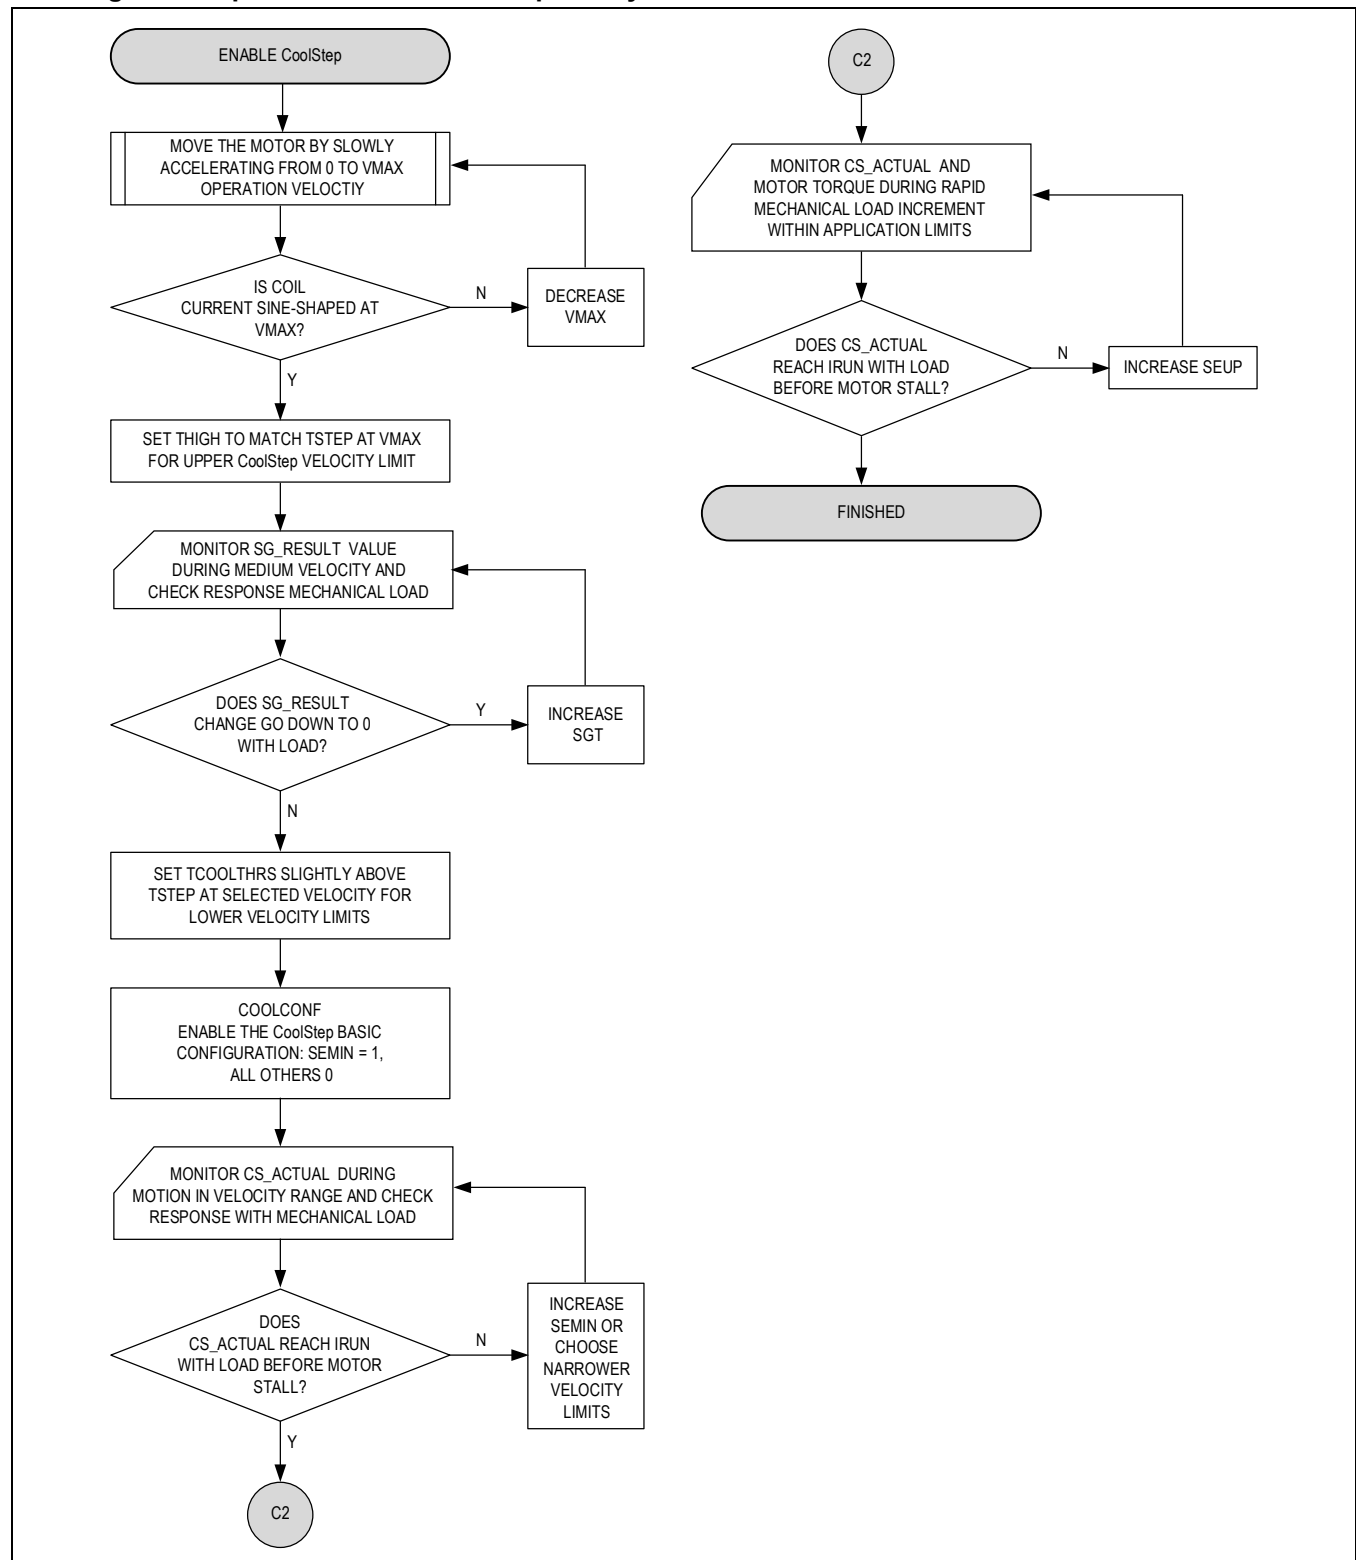 ENABLE CoolStep
MOVE THE MOTOR BY SLOWLY
ACCELERATING FROM 0 TO VMAX
OPERATION VELOCTIY
IS COIL
CURRENT SINE-SHAPED AT
VMAX?
N
DECREASE
VMAX
Y
SET THIGH TO MATCH TSTEP AT VMAX
FOR UPPER CoolStep VELOCITY LIMIT
MONITOR SG_RESULT VALUE
DURING MEDIUM VELOCITY AND
CHECK RESPONSE MECHANICAL LOAD
DOES SG_RESULT
CHANGE GO DOWN TO 0
WITH LOAD?
Y
INCREASE
SGT
N
SET TCOOLTHRS SLIGHTLY ABOVE
TSTEP AT SELECTED VELOCITY FOR
LOWER VELOCITY LIMITS
COOLCONF
ENABLE THE CoolStep BASIC
CONFIGURATION: SEMIN = 1,
ALL OTHERS 0
MONITOR CS_ACTUAL DURING
MOTION IN VELOCITY RANGE AND CHECK
RESPONSE WITH MECHANICAL LOAD
DOES
CS_ACTUAL REACH IRUN
WITH LOAD BEFORE MOTOR
STALL?
N
INCREASE
SEMIN OR
CHOOSE
NARROWER
VELOCITY
LIMITS
Y
C2
C2
MONITOR CS_ACTUAL AND
MOTOR TORQUE DURING RAPID
MECHANICAL LOAD INCREMENT
WITHIN APPLICATION LIMITS
DOES CS_ACTUAL
REACH IRUN WITH LOAD
BEFORE MOTOR STALL?
N
INCREASE SEUP
FINISHED